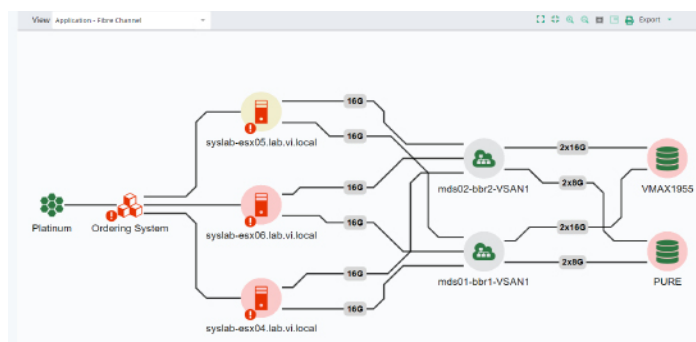 View Application - Fibre Channel
Export
16G
syslab-esx05.lab.vi.local
16G
2x16G
mds02-bbr2-VSAN1
VMAX1955
16G
2x8G
Platinum
Ordering System
16G
2x16G
syslab-esx06.lab.vi.local
16G
2x8G
mds01-bbr1-VSAN1
PURE
16G
syslab-esx04.lab.vi.local